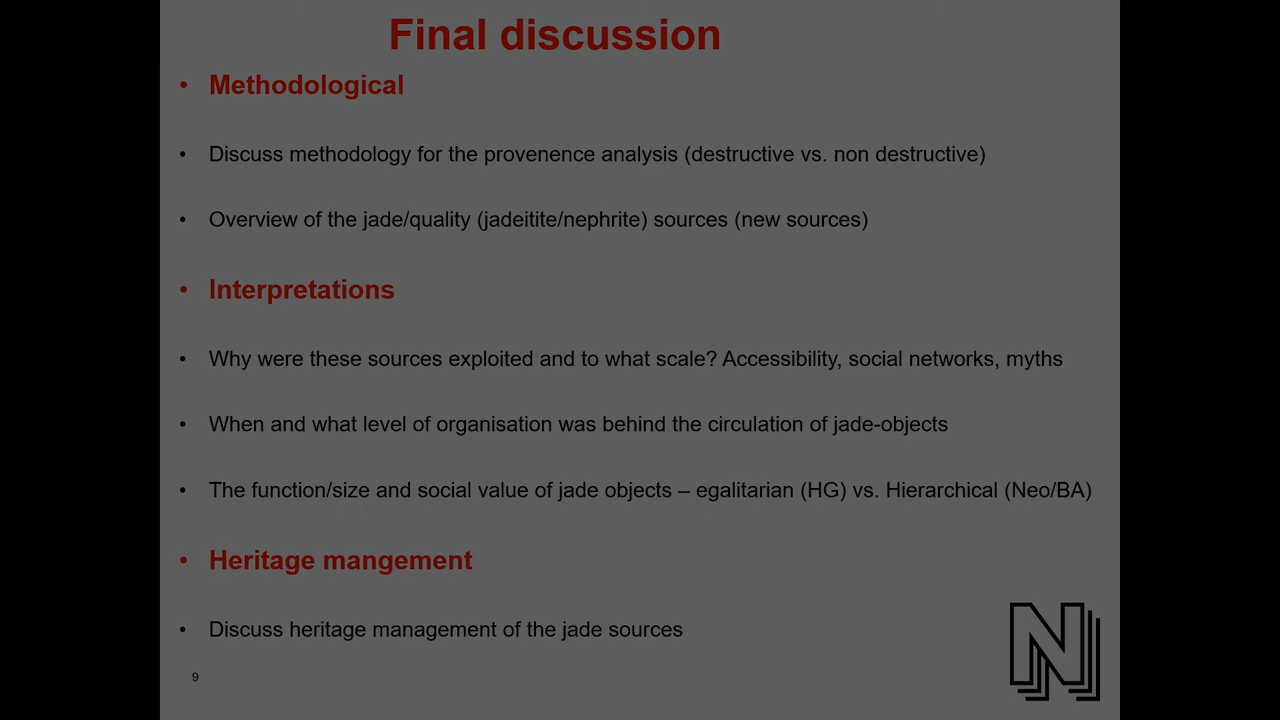 Final discussion
• Methodological
• Discuss methodology for the provenence analysis (destructive vs. non destructive)
• Overview of the jade/quality (jadeitite/nephrite) sources (new sources)
• Interpretations
• Why were these sources exploited and to what scale? Accessibility, social networks, myths
• When and what level of organisation was behind the circulation of jade-objects
• The function/size and social value of jade objects – egalitarian (HG) vs. Hierarchical (Neo/BA)
• Heritage mangement
• Discuss heritage management of the jade sources
9
N